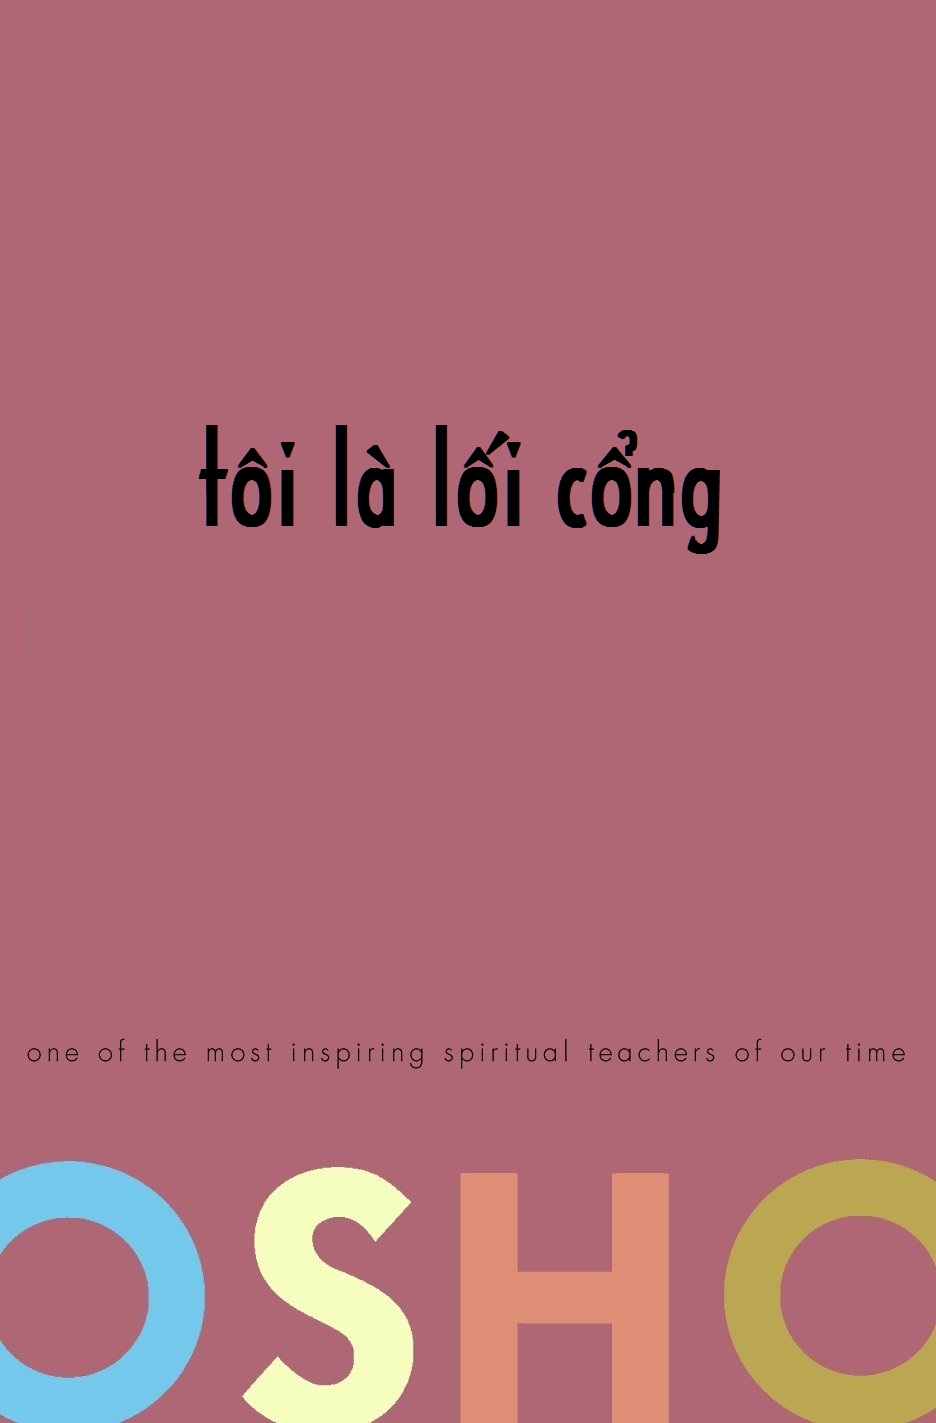 tôi là lối cổng
one of the most inspiring spiritual teachers of our time
OSHO